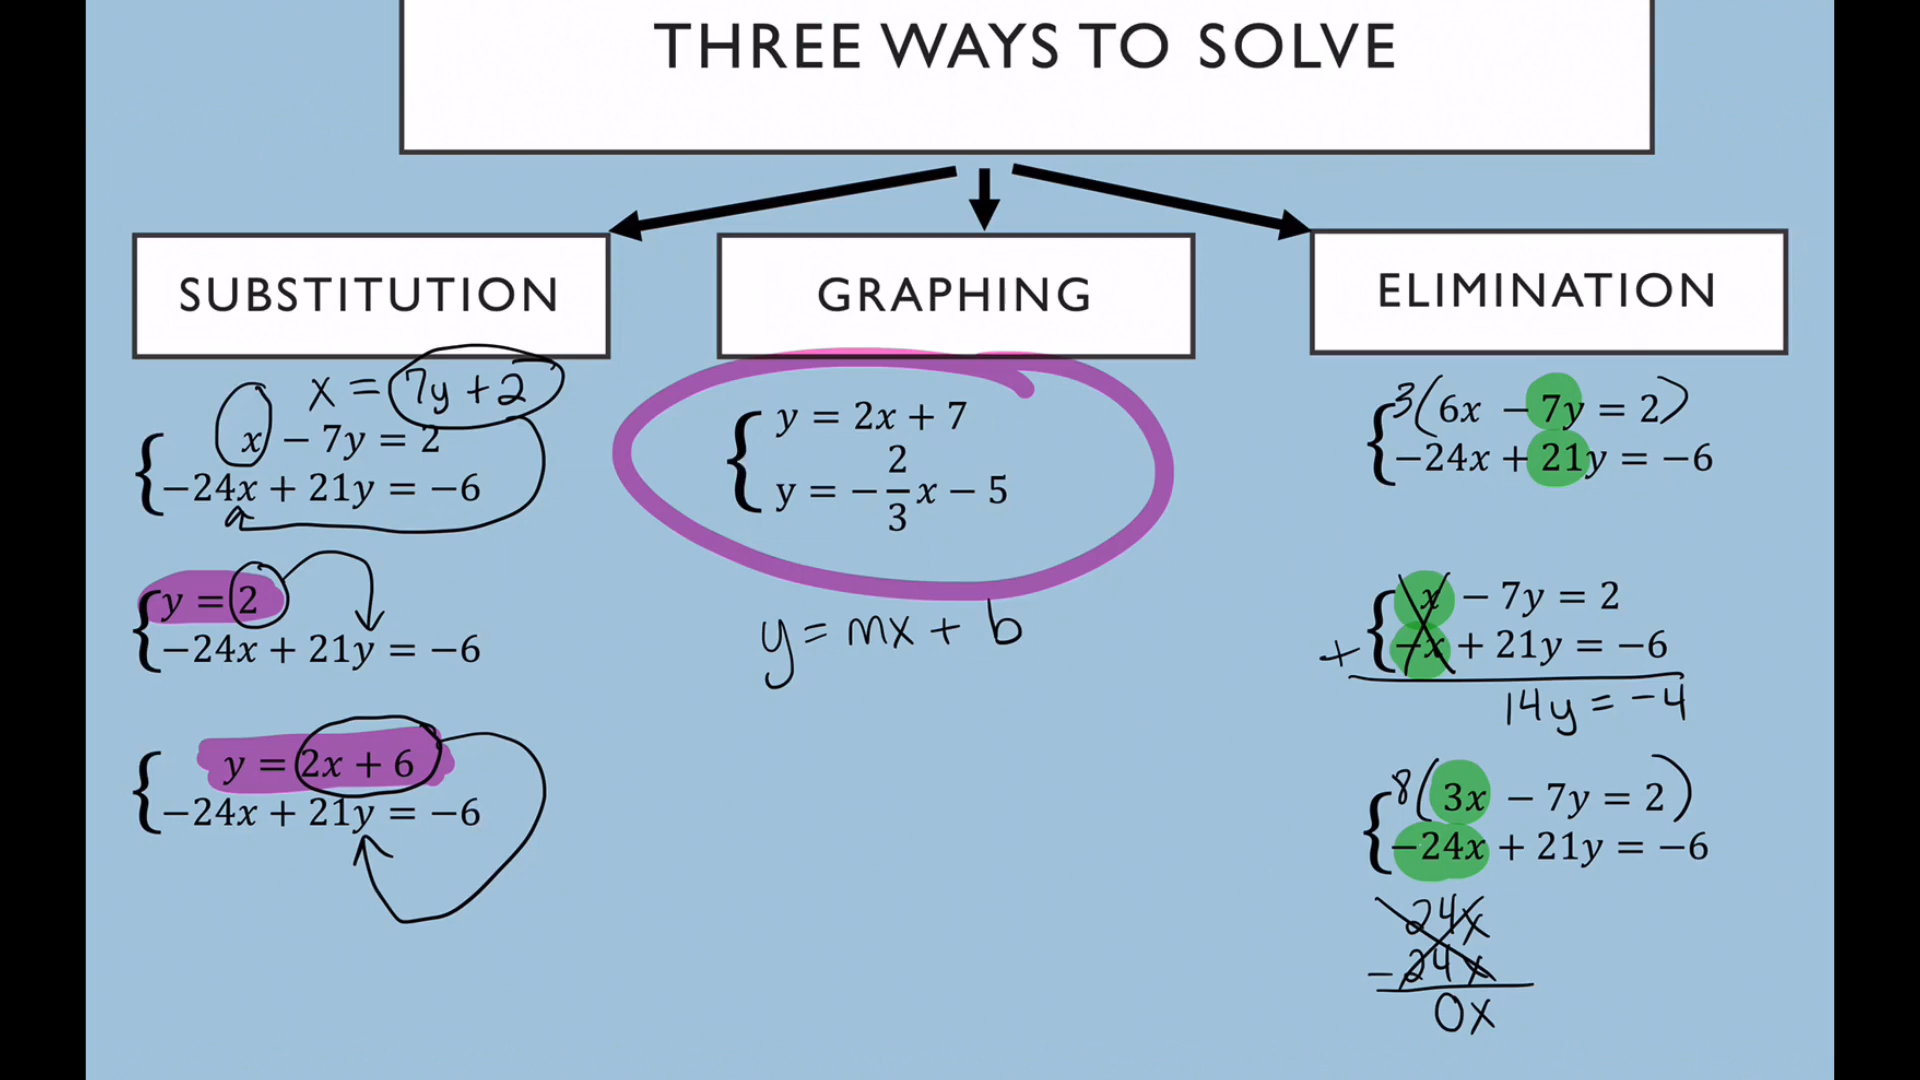 THREE WAYS TO SOLVE
SUBSTITUTION
x = 7y + 2
x − 7y = 2
−24x + 21y = −6
y = 2
−24x + 21y = −6
y = 2x + 6
−24x + 21y = −6
GRAPHING
y = 2x + 7
y = −2/3x − 5
y = mx + b
ELIMINATION
3(6x − 7y = 2)
−24x + 21y = −6
x − 7y = 2
+ −x + 21y = −6
14y = −4
8(3x − 7y = 2)
−24x + 21y = −6
24x
−24x
0x